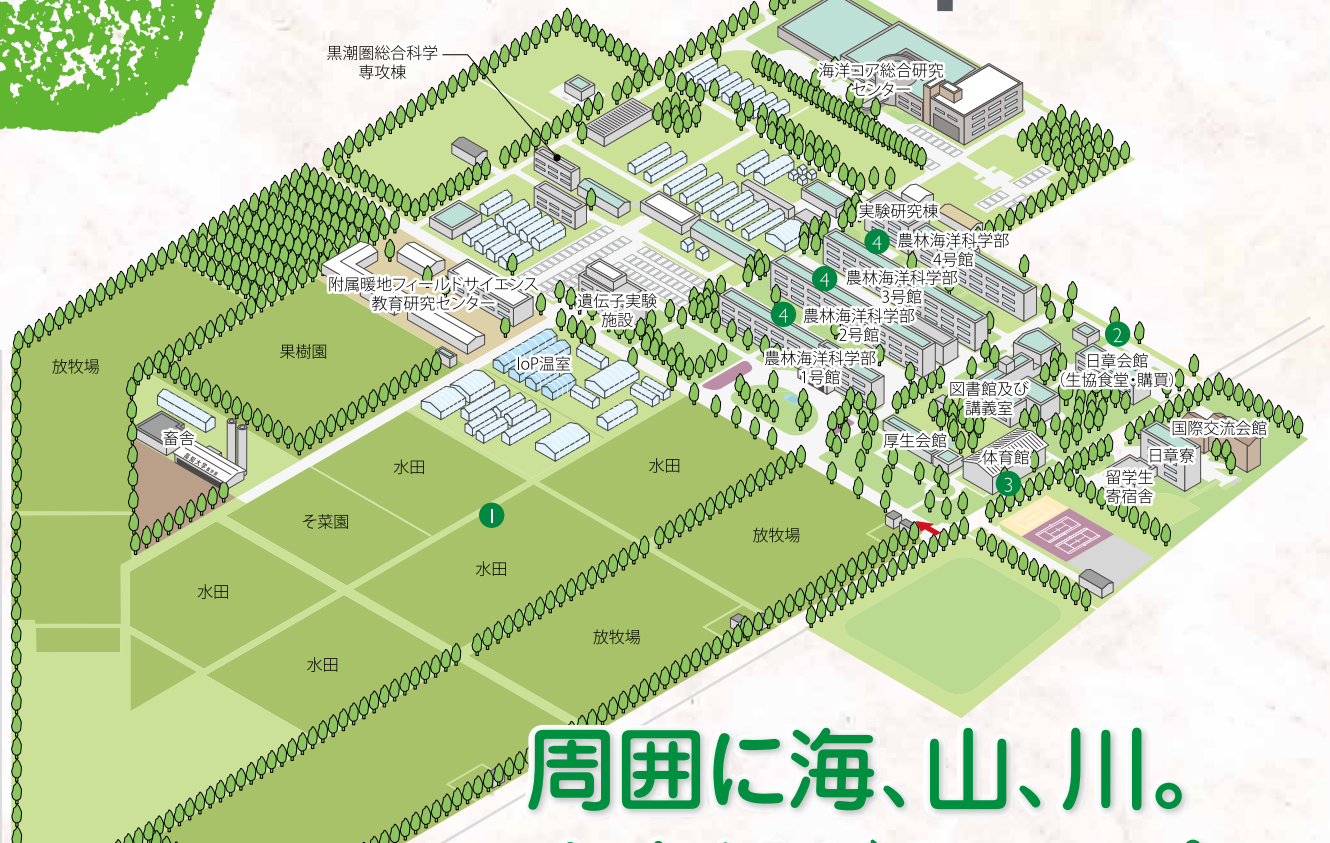 黒潮圏総合科学
専攻棟
海洋コア総合研究
センター
実験研究棟
4
農林海洋科学部
4号館
4
農林海洋科学部
3号館
4
農林海洋科学部
2号館
農林海洋科学部
1号館
附属暖地フィールドサイエンス
教育研究センター
遺伝子実験
施設
2
日章会館
(生協食堂・購買)
図書館及び
講義室
放牧場
果樹園
IoP温室
国際交流会館
日章寮
留学生
寄宿舎
厚生会館
体育館
3
畜舎
水田
水田
そ菜園
1
水田
放牧場
水田
放牧場
水田
周囲に海、山、川。